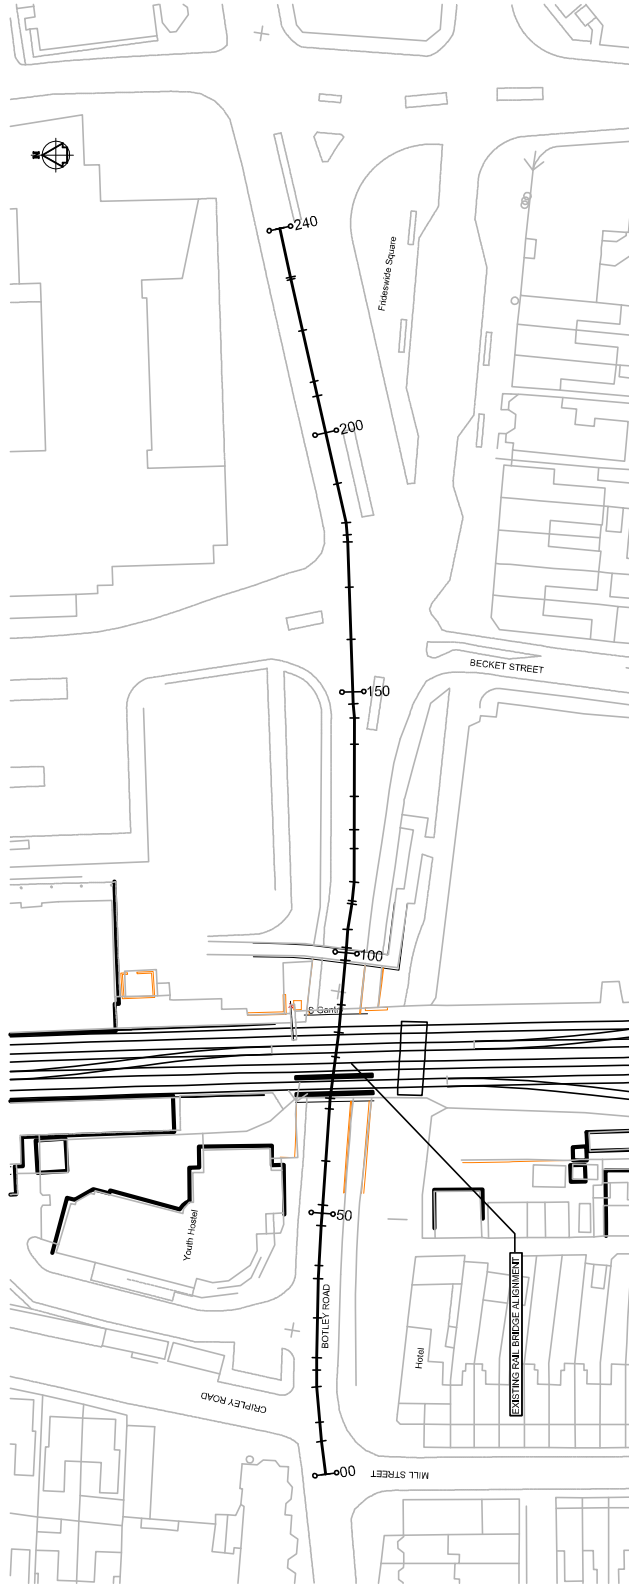 N
240
Frideswide Square
200
BECKET STREET
150
100
S Gantry
50
Youth Hostel
BOTLEY ROAD
EXISTING RAIL BRIDGE ALIGNMENT
Hotel
CRIPLEY ROAD
00
MILL STREET